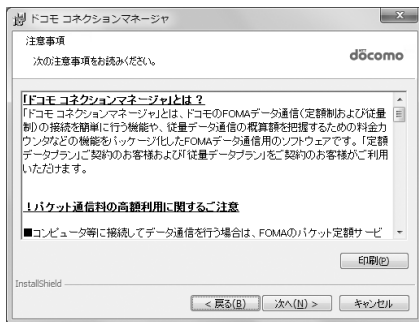 ドコモ コネクションマネージャ
注意事項
次の注意事項をお読みください。
döcomo
「ドコモ コネクションマネージャ」とは？
「ドコモ コネクションマネージャ」とは、ドコモのFOMAデータ通信（定額制および従量
制）の接続を簡単に行う機能や、従量データ通信の概算額を把握するための料金カ
ウンタなどの機能をパッケージ化したFOMAデータ通信用のソフトウェアです。「定額
データプラン」ご契約のお客様および「従量データプラン」をご契約のお客様がご利用
いただけます。
！パケット通信料の高額利用に関するご注意
■コンピュータ等に接続してデータ通信を行う場合は、FOMAのパケット定額サービ
印刷(P)
InstallShield
< 戻る(B)
次へ(N) >
キャンセル